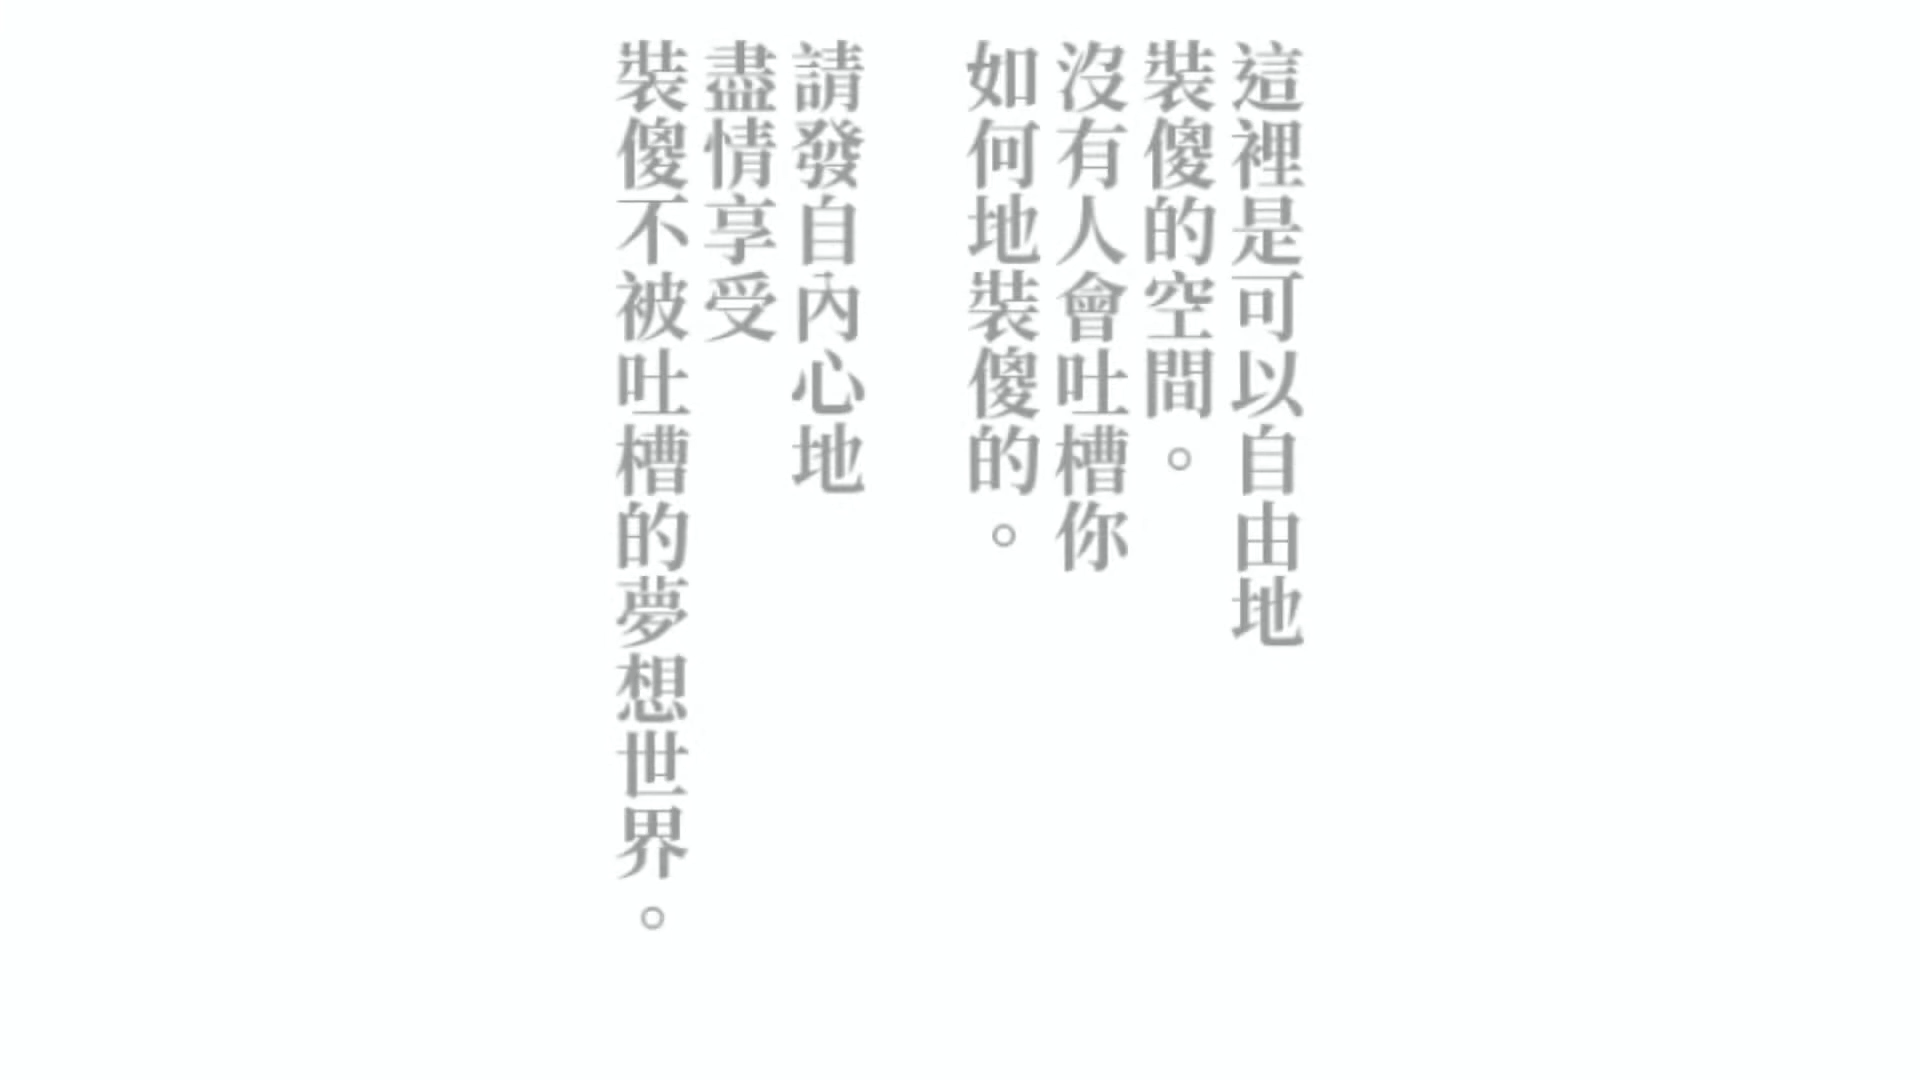 這裡是可以自由地
裝傻的空間。
沒有人會吐槽你
如何地裝傻的。
請發自內心地
盡情享受
裝傻不被吐槽的夢想世界。